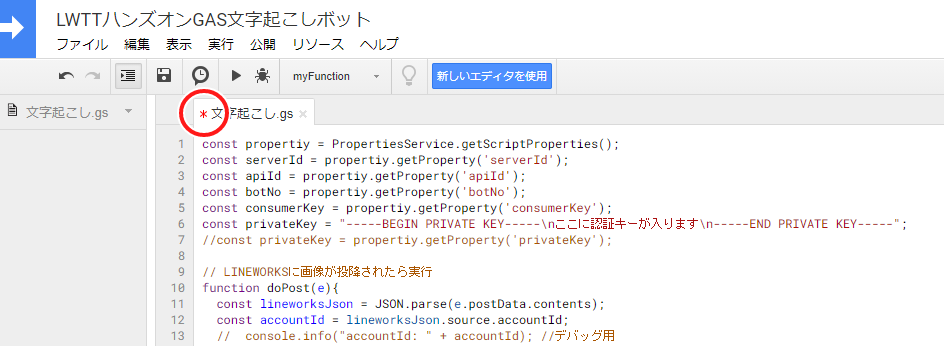 LWTTハンズオンGAS文字起こしボット
ファイル 編集 表示 実行 公開 リソース ヘルプ
myFunction 新しいエディタを使用
文字起こし.gs
* 文字起こし.gs ×
1 const propertiy = PropertiesService.getScriptProperties();
2 const serverId = propertiy.getProperty('serverId');
3 const apiId = propertiy.getProperty('apiId');
4 const botNo = propertiy.getProperty('botNo');
5 const consumerKey = propertiy.getProperty('consumerKey');
6 const privateKey = "-----BEGIN PRIVATE KEY-----\nここに認証キーが入ります\n-----END PRIVATE KEY-----";
7 //const privateKey = propertiy.getProperty('privateKey');
8
9 // LINEWORKSに画像が投降されたら実行
10 function doPost(e){
11 const lineworksJson = JSON.parse(e.postData.contents);
12 const accountId = lineworksJson.source.accountId;
13 // console.info("accountId: " + accountId); //デバッグ用